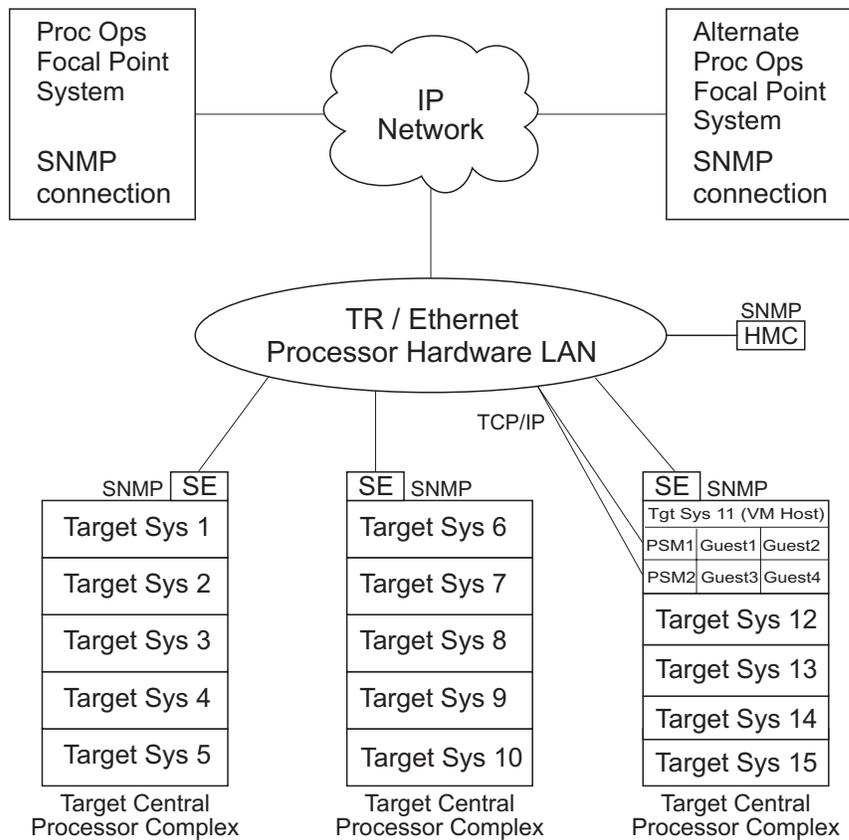 Proc Ops
Focal Point
System
SNMP
connection
IP
Network
Alternate
Proc Ops
Focal Point
System
SNMP
connection
TR / Ethernet
Processor Hardware LAN
SNMP
HMC
TCP/IP
SNMP
SE
Target Sys 1
Target Sys 2
Target Sys 3
Target Sys 4
Target Sys 5
Target Central
Processor Complex
SE
SNMP
Target Sys 6
Target Sys 7
Target Sys 8
Target Sys 9
Target Sys 10
Target Central
Processor Complex
SE
SNMP
Tgt Sys 11 (VM Host)
PSM1 Guest1 Guest2
PSM2 Guest3 Guest4
Target Sys 12
Target Sys 13
Target Sys 14
Target Sys 15
Target Central
Processor Complex